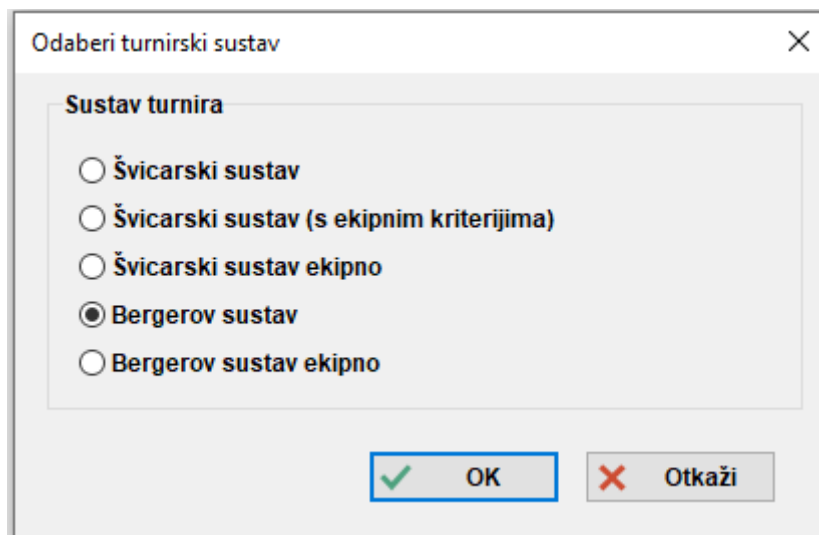 Odaberi turnirski sustav
Sustav turnira
Švicarski sustav
Švicarski sustav (s ekipnim kriterijima)
Švicarski sustav ekipno
Bergerov sustav
Bergerov sustav ekipno
OK
Otkaži